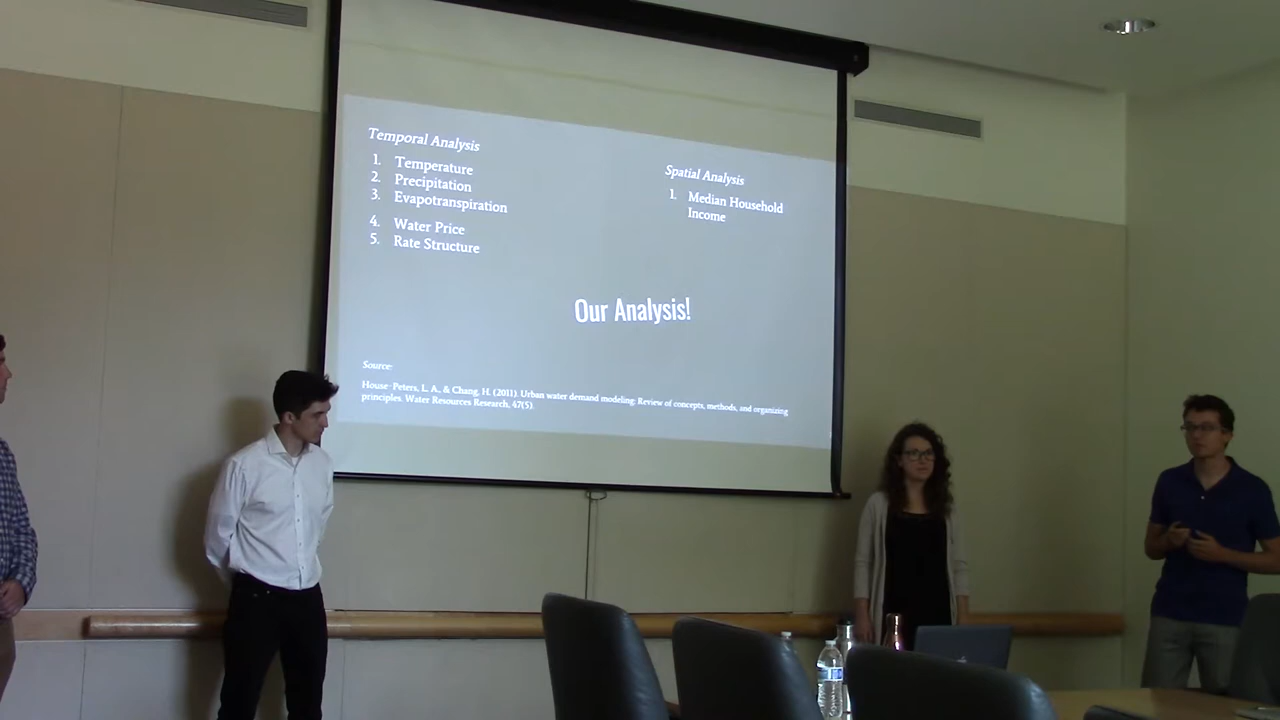 Temporal Analysis
1. Temperature
2. Precipitation
3. Evapotranspiration
4. Water Price
5. Rate Structure
Spatial Analysis
1. Median Household
Income
Our Analysis!
Source:
House-Peters, L. A., & Chang, H. (2011). Urban water demand modeling: Review of concepts, methods, and organizing
principles. Water Resources Research, 47(5).